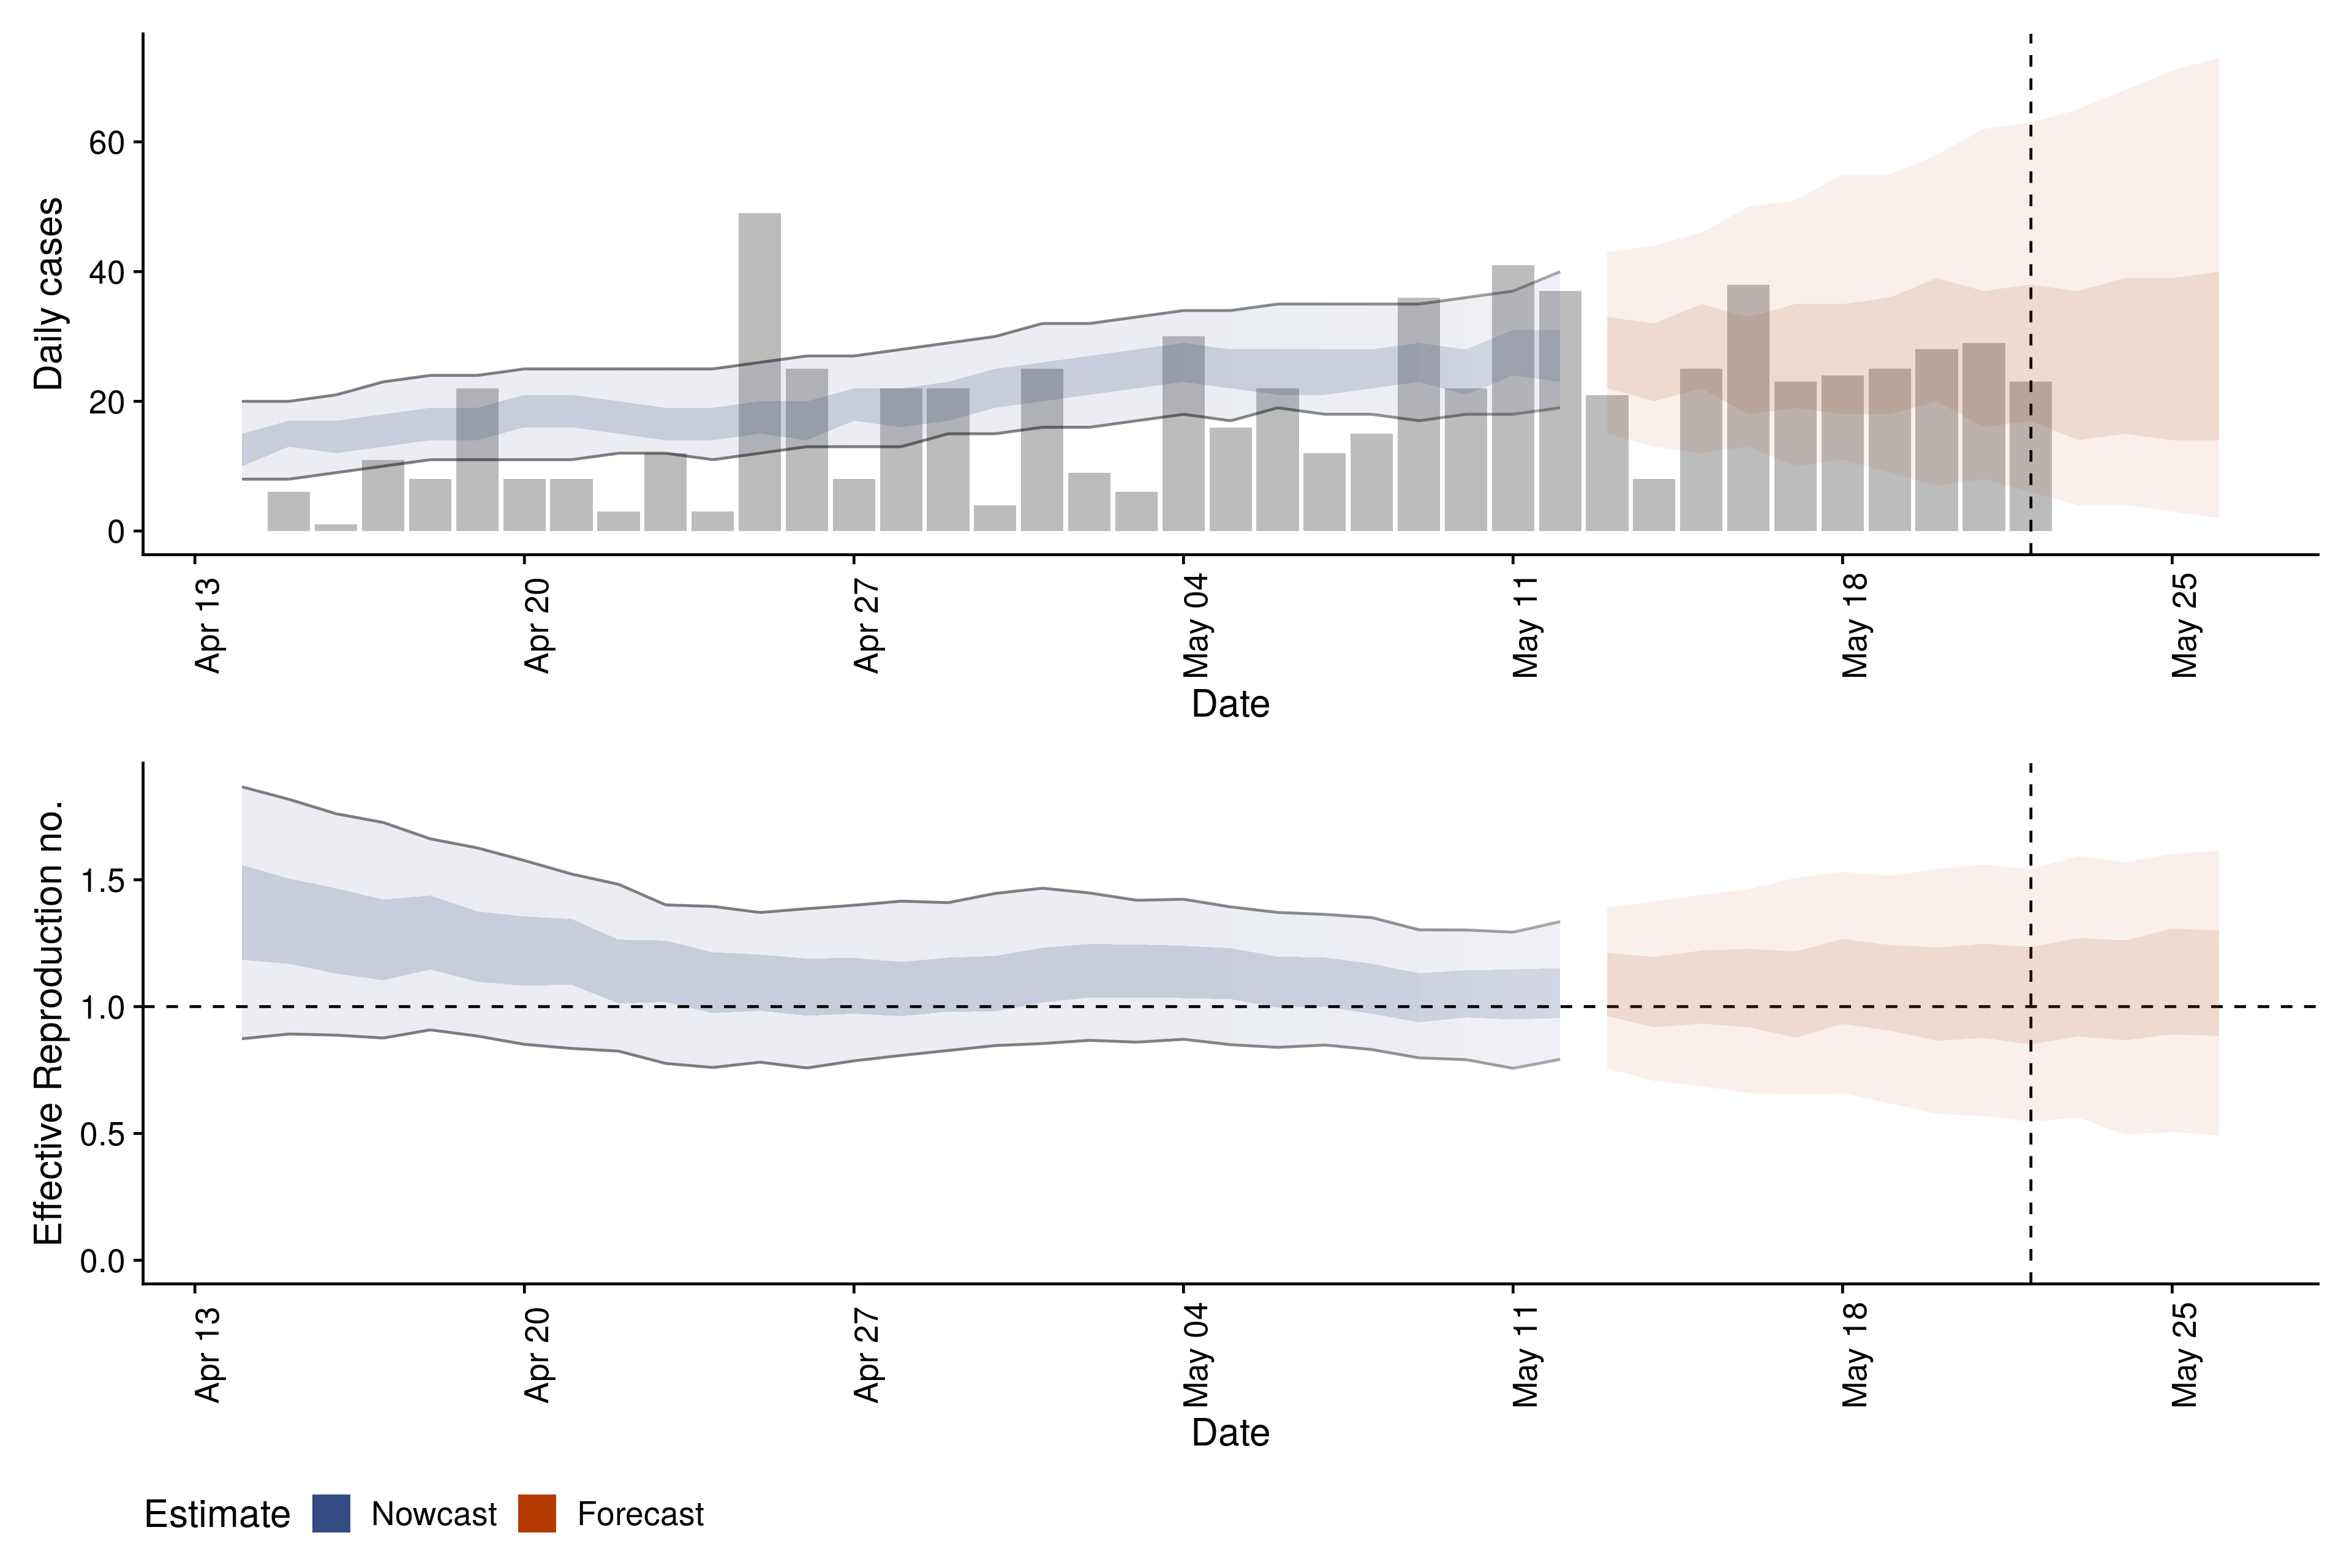 Daily cases
60
40
20
0
Apr 13 Apr 20 Apr 27 May 04 May 11 May 18 May 25
Date
Effective Reproduction no.
1.5
1.0
0.5
0.0
Apr 13 Apr 20 Apr 27 May 04 May 11 May 18 May 25
Date
Estimate Nowcast Forecast